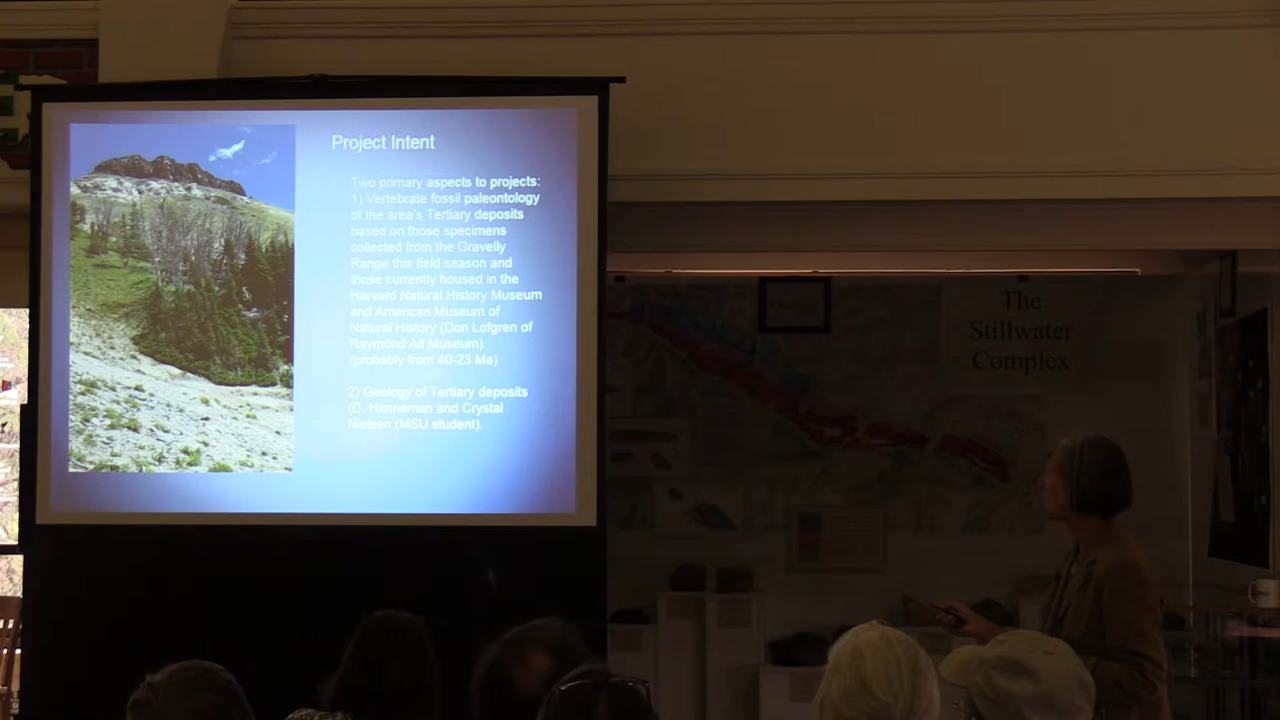 Project Intent
Two primary aspects to projects:
1) Vertebrate fossil paleontology
of the area's Tertiary deposits
based on those specimens
collected from the Gravelly
Range this field season and
those currently housed in the
Harvard Natural History Museum
and American Museum of
Natural History (Don Lofgren of
Raymond Alf Museum).
(probably from 40-23 Ma)
2) Geology of Tertiary deposits
(D. Hanneman and Crystal
Nielsen (MSU student).
The
Stillwater
Complex